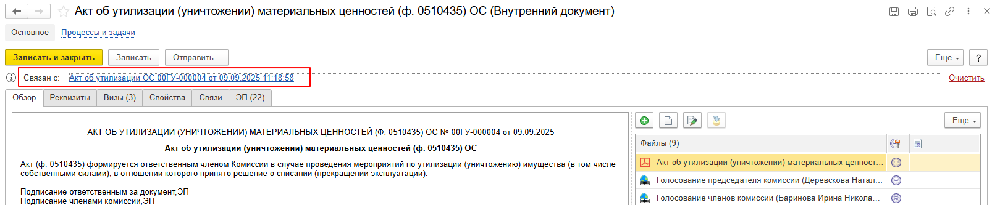 Акт об утилизации (уничтожении) материальных ценностей (ф. 0510435) ОС (Внутренний документ)
Основное Процессы и задачи
Записать и закрыть Записать Отправить... Еще ?
Связан с: Акт об утилизации ОС 00ГУ-000004 от 09.09.2025 11:18:58 Очистить
Обзор Реквизиты Визы (3) Свойства Связи ЭП (22)
АКТ ОБ УТИЛИЗАЦИИ (УНИЧТОЖЕНИИ) МАТЕРИАЛЬНЫХ ЦЕННОСТЕЙ (Ф. 0510435) ОС № 00ГУ-000004 от 09.09.2025
Акт об утилизации (уничтожении) материальных ценностей (ф. 0510435) ОС
Акт (ф. 0510435) формируется ответственным членом Комиссии в случае проведения мероприятий по утилизации (уничтожению) имущества (в том числе
собственными силами), в отношении которого принято решение о списании (прекращении эксплуатации).
Подписание ответственным за документ,ЭП
Подписание членами комиссии,ЭП
Еще
Файлы (9)
Акт об утилизации (уничтожении) материальных ценност...
Голосование председателя комиссии (Деревскова Натал...
Голосование членов комиссии (Баринова Ирина Никола...